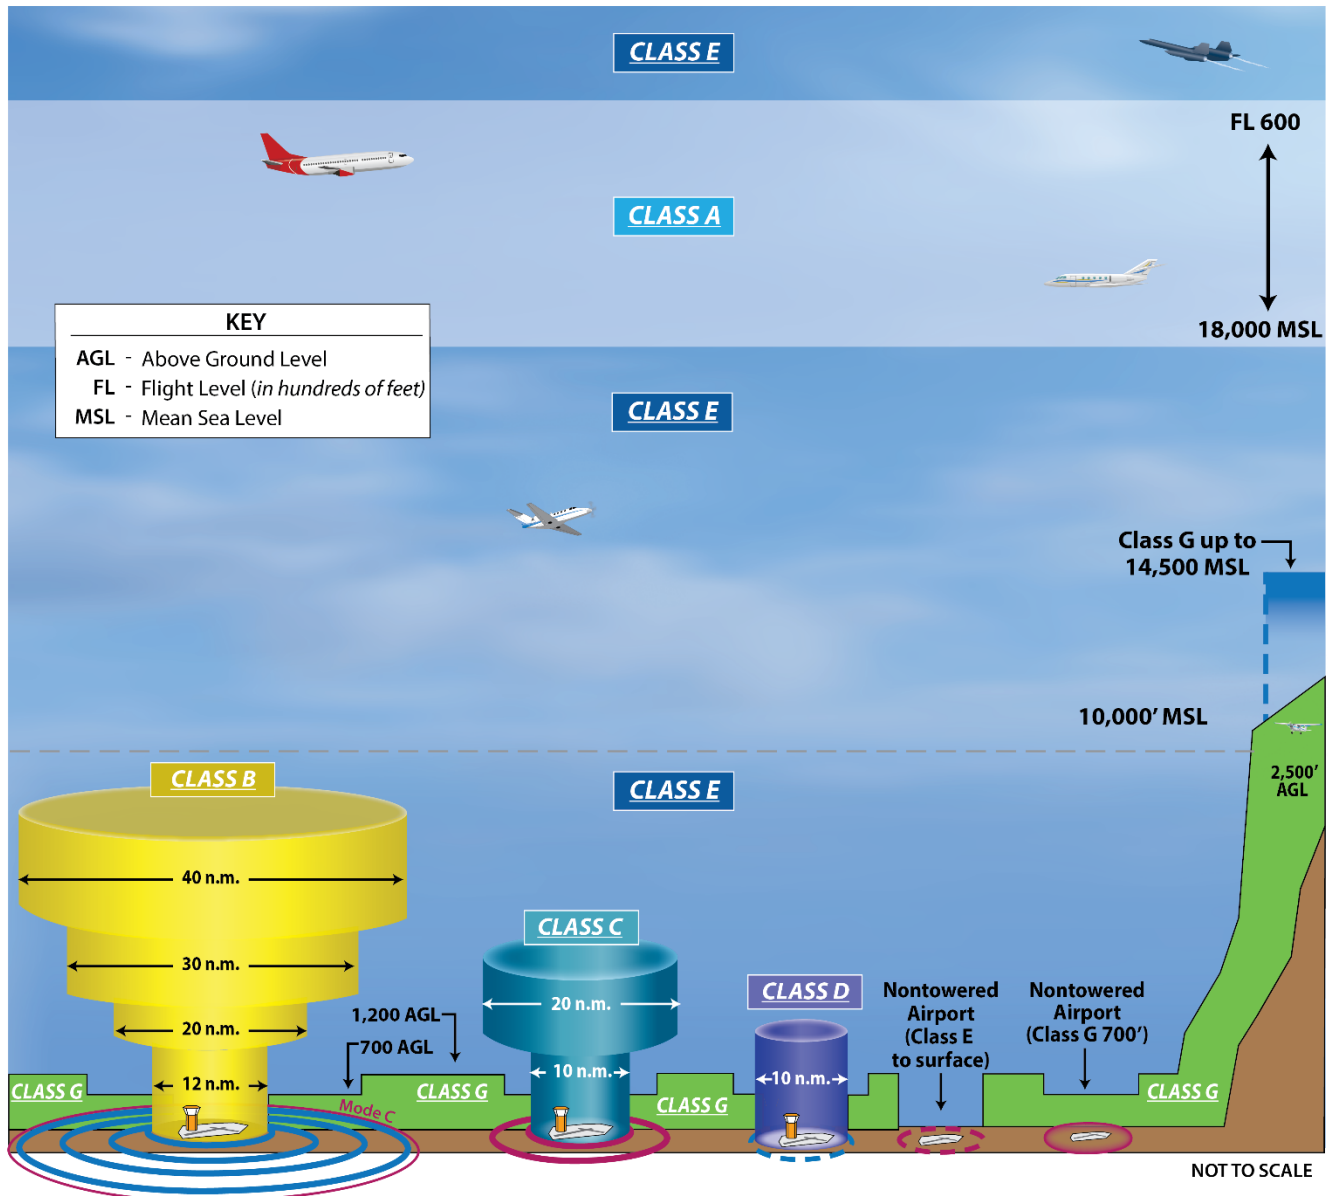 CLASS E
FL 600
CLASS A
18,000 MSL
KEY
AGL - Above Ground Level
FL - Flight Level (in hundreds of feet)
MSL - Mean Sea Level
CLASS E
Class G up to
14,500 MSL
10,000’ MSL
2,500’
AGL
CLASS E
CLASS B
40 n.m.
30 n.m.
20 n.m.
12 n.m.
CLASS G
Mode C
1,200 AGL
700 AGL
CLASS G
CLASS C
20 n.m.
10 n.m.
CLASS G
CLASS D
10 n.m.
Nontowered
Airport
(Class E
to surface)
Nontowered
Airport
(Class G 700’)
CLASS G
NOT TO SCALE